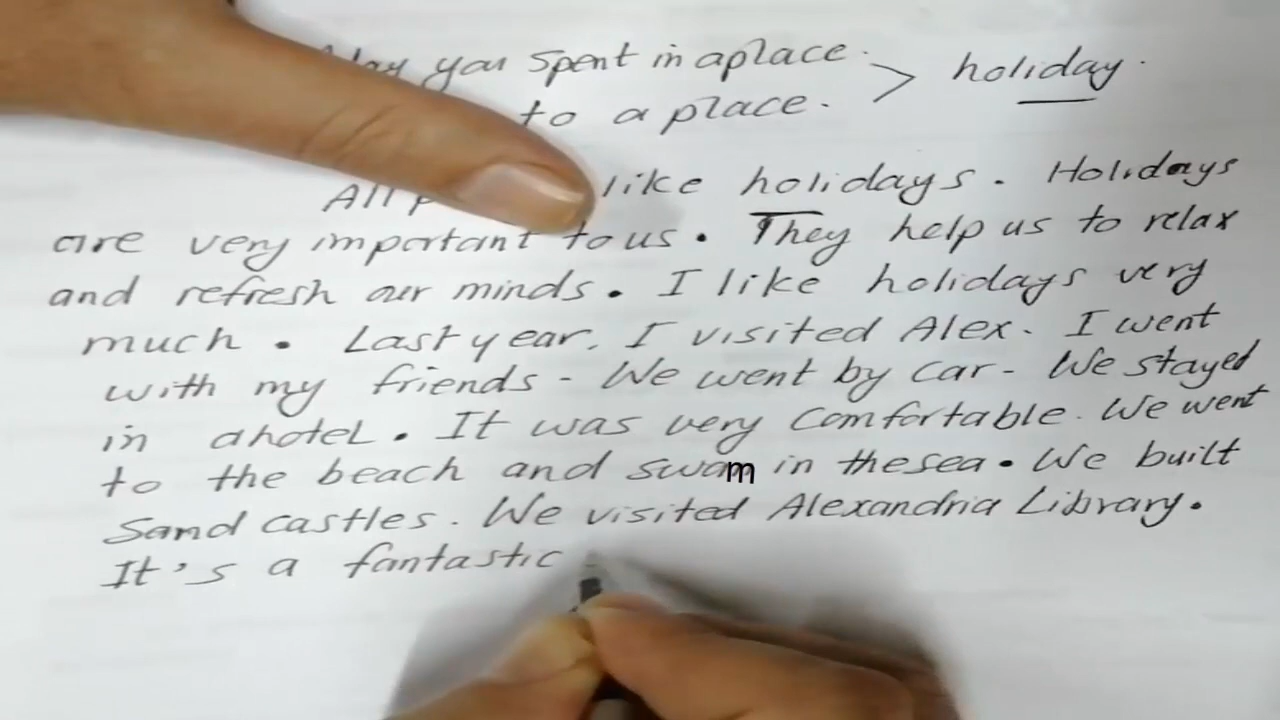 you spent in a place.
to a place. > holiday.
All like holidays. Holidays
are very important to us. They help us to relax
and refresh our minds. I like holidays very
much. Last year, I visited Alex. I went
with my friends - We went by car - We stayed
in a hotel. It was very comfortable. We went
to the beach and swam in the sea. We built
Sand castles. We visited Alexandria Library.
It's a fantastic